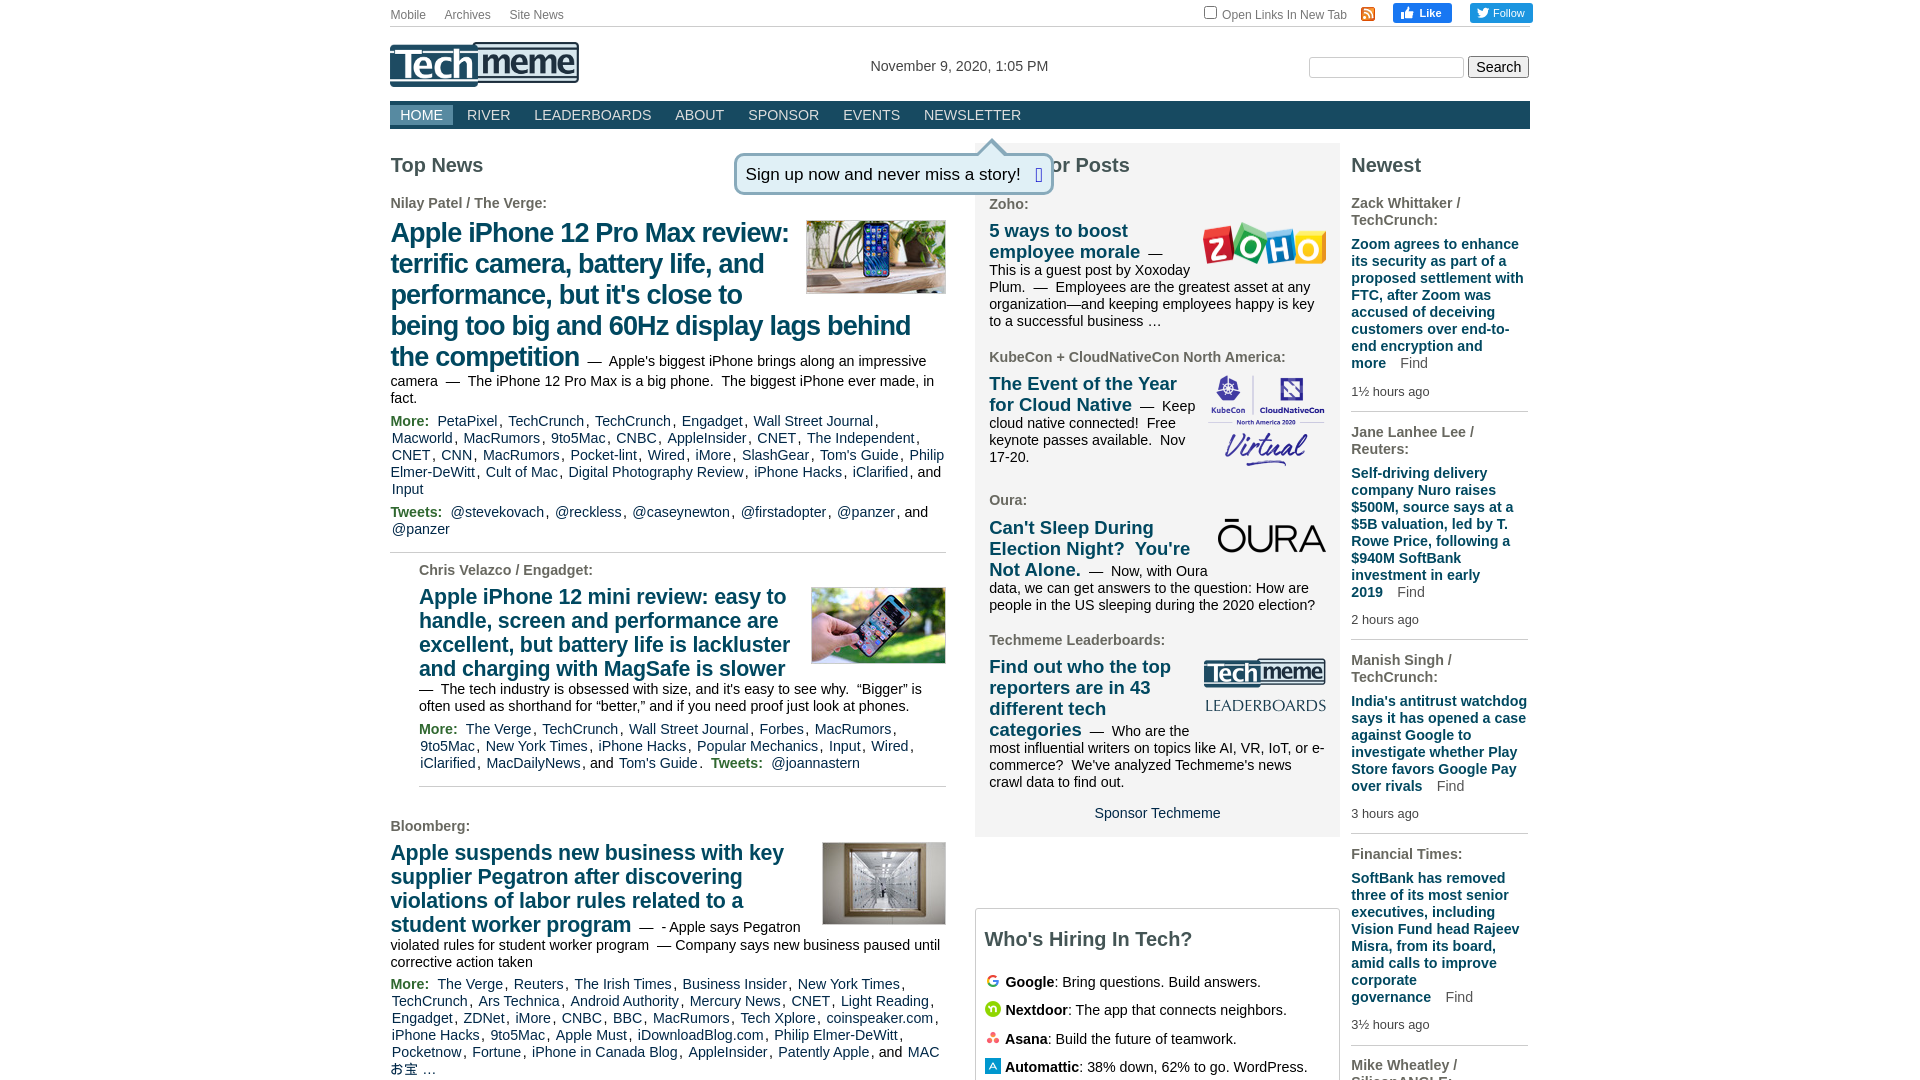 Mobile Archives Site News
Open Links In New Tab
Like
Follow
Techmeme
November 9, 2020, 1:05 PM
Search
HOME RIVER LEADERBOARDS ABOUT SPONSOR EVENTS NEWSLETTER
Sign up now and never miss a story!
Top News
Nilay Patel / The Verge:
Apple iPhone 12 Pro Max review:
terrific camera, battery life, and
performance, but it's close to
being too big and 60Hz display lags behind
the competition — Apple's biggest iPhone brings along an impressive
camera — The iPhone 12 Pro Max is a big phone. The biggest iPhone ever made, in
fact.
More: PetaPixel, TechCrunch, TechCrunch, Engadget, Wall Street Journal,
Macworld, MacRumors, 9to5Mac, CNBC, AppleInsider, CNET, The Independent,
CNET, CNN, MacRumors, Pocket-lint, Wired, iMore, SlashGear, Tom's Guide, Philip
Elmer-DeWitt, Cult of Mac, Digital Photography Review, iPhone Hacks, iClarified, and
Input
Tweets: @stevekovach, @reckless, @caseynewton, @firstadopter, @panzer, and
@panzer
Chris Velazco / Engadget:
Apple iPhone 12 mini review: easy to
handle, screen and performance are
excellent, but battery life is lackluster
and charging with MagSafe is slower
— The tech industry is obsessed with size, and it's easy to see why. “Bigger” is
often used as shorthand for “better,” and if you need proof just look at phones.
More: The Verge, TechCrunch, Wall Street Journal, Forbes, MacRumors,
9to5Mac, New York Times, iPhone Hacks, Popular Mechanics, Input, Wired,
iClarified, MacDailyNews, and Tom's Guide. Tweets: @joannastern
Bloomberg:
Apple suspends new business with key
supplier Pegatron after discovering
violations of labor rules related to a
student worker program — - Apple says Pegatron
violated rules for student worker program — Company says new business paused until
corrective action taken
More: The Verge, Reuters, The Irish Times, Business Insider, New York Times,
TechCrunch, Ars Technica, Android Authority, Mercury News, CNET, Light Reading,
Engadget, ZDNet, iMore, CNBC, BBC, MacRumors, Tech Xplore, coinspeaker.com,
iPhone Hacks, 9to5Mac, Apple Must, iDownloadBlog.com, Philip Elmer-DeWitt,
Pocketnow, Fortune, iPhone in Canada Blog, AppleInsider, Patently Apple, and MAC
お宝 …
or Posts
Zoho:
ZOHO
5 ways to boost
employee morale —
This is a guest post by Xoxoday
Plum. — Employees are the greatest asset at any
organization—and keeping employees happy is key
to a successful business …
KubeCon + CloudNativeCon North America:
KubeCon CloudNativeCon
North America 2020
Virtual
The Event of the Year
for Cloud Native — Keep
cloud native connected! Free
keynote passes available. Nov
17-20.
Oura:
ŌURA
Can't Sleep During
Election Night? You're
Not Alone. — Now, with Oura
data, we can get answers to the question: How are
people in the US sleeping during the 2020 election?
Techmeme Leaderboards:
Techmeme
LEADERBOARDS
Find out who the top
reporters are in 43
different tech
categories — Who are the
most influential writers on topics like AI, VR, IoT, or e-
commerce? We've analyzed Techmeme's news
crawl data to find out.
Sponsor Techmeme
Who's Hiring In Tech?
Google: Bring questions. Build answers.
Nextdoor: The app that connects neighbors.
Asana: Build the future of teamwork.
Automattic: 38% down, 62% to go. WordPress.
Newest
Zack Whittaker /
TechCrunch:
Zoom agrees to enhance
its security as part of a
proposed settlement with
FTC, after Zoom was
accused of deceiving
customers over end-to-
end encryption and
more Find
1½ hours ago
Jane Lanhee Lee /
Reuters:
Self-driving delivery
company Nuro raises
$500M, source says at a
$5B valuation, led by T.
Rowe Price, following a
$940M SoftBank
investment in early
2019 Find
2 hours ago
Manish Singh /
TechCrunch:
India's antitrust watchdog
says it has opened a case
against Google to
investigate whether Play
Store favors Google Pay
over rivals Find
3 hours ago
Financial Times:
SoftBank has removed
three of its most senior
executives, including
Vision Fund head Rajeev
Misra, from its board,
amid calls to improve
corporate
governance Find
3½ hours ago
Mike Wheatley /
SiliconANGLE: